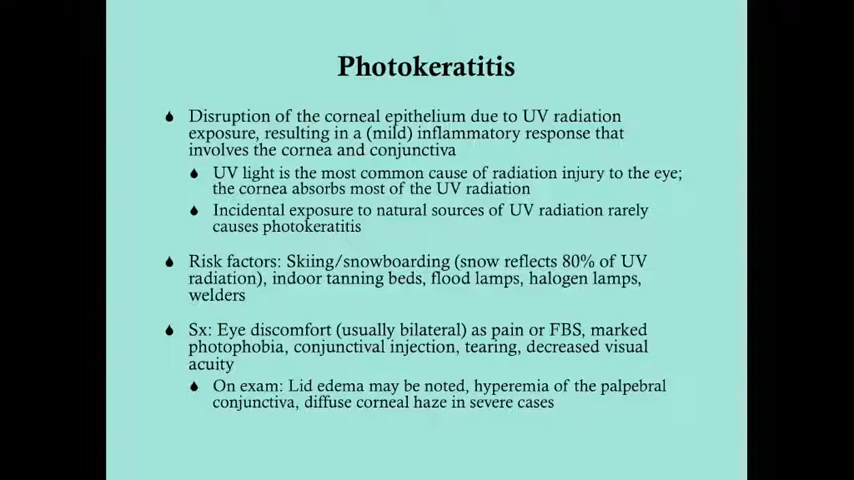 Photokeratitis
Disruption of the corneal epithelium due to UV radiation
exposure, resulting in a (mild) inflammatory response that
involves the cornea and conjunctiva
UV light is the most common cause of radiation injury to the eye;
the cornea absorbs most of the UV radiation
Incidental exposure to natural sources of UV radiation rarely
causes photokeratitis
Risk factors: Skiing/snowboarding (snow reflects 80% of UV
radiation), indoor tanning beds, flood lamps, halogen lamps,
welders
Sx: Eye discomfort (usually bilateral) as pain or FBS, marked
photophobia, conjunctival injection, tearing, decreased visual
acuity
On exam: Lid edema may be noted, hyperemia of the palpebral
conjunctiva, diffuse corneal haze in severe cases